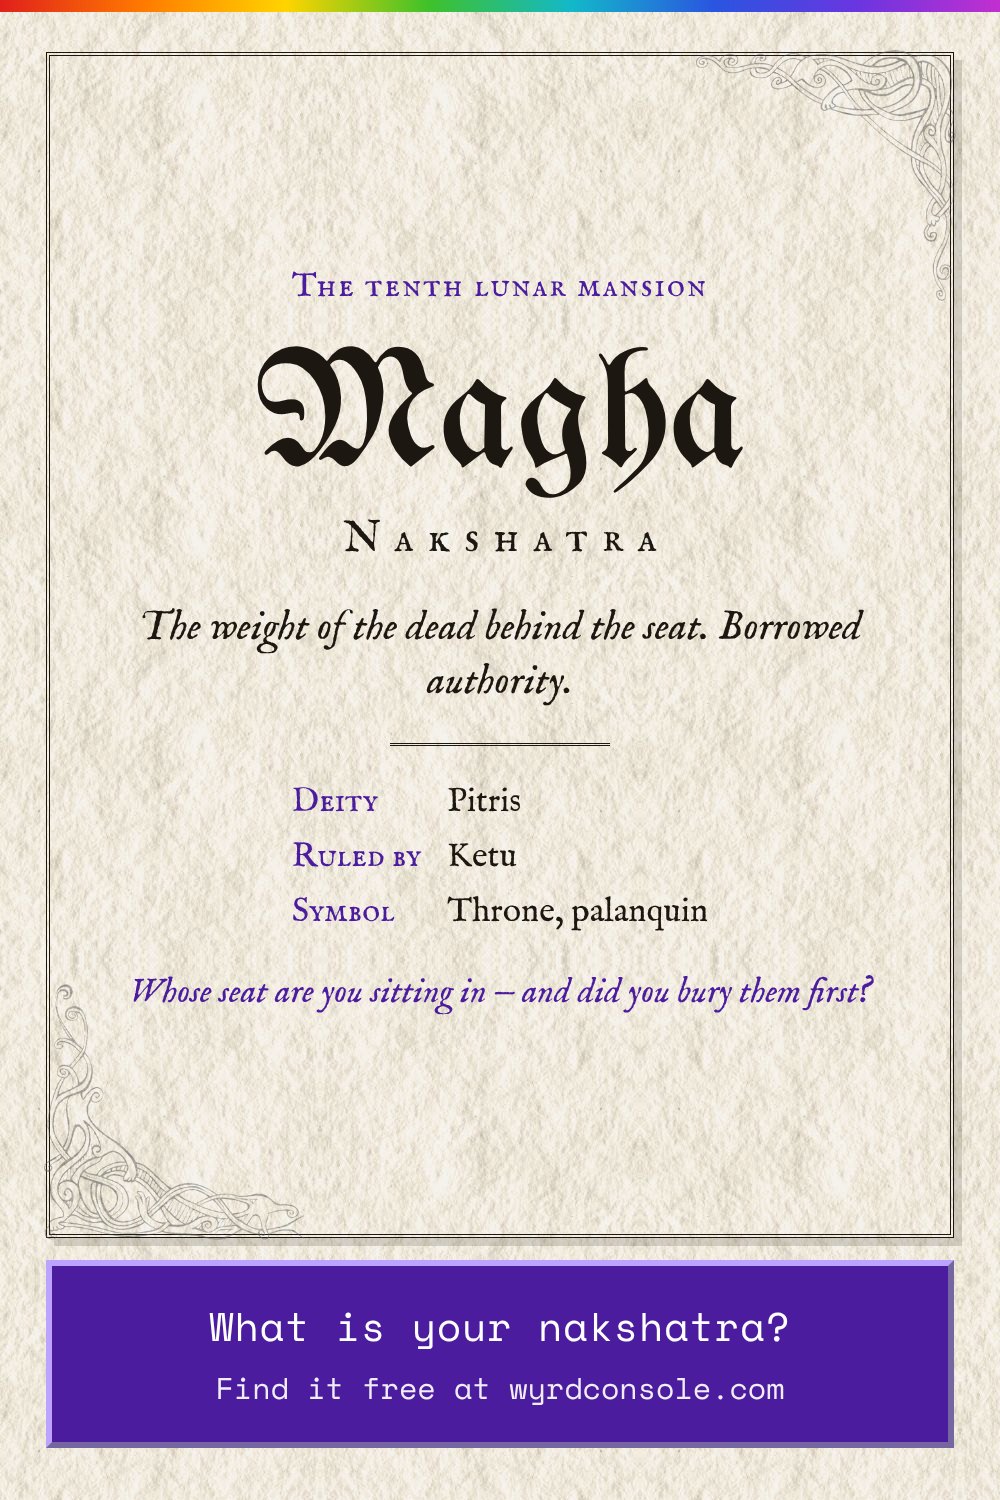 The tenth lunar mansion
Magha
Nakshatra
The weight of the dead behind the seat. Borrowed
authority.
Deity Pitris
Ruled by Ketu
Symbol Throne, palanquin
Whose seat are you sitting in – and did you bury them first?
What is your nakshatra?
Find it free at wyrdconsole.com